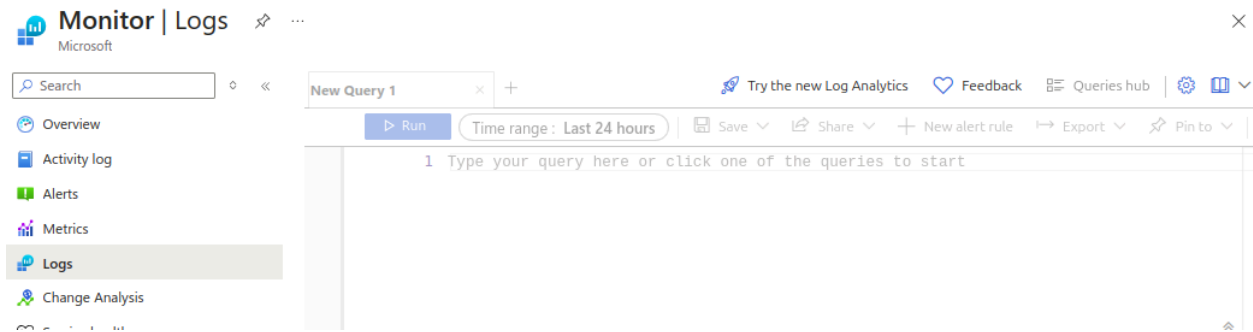 Monitor | Logs
Microsoft
Search
Overview
Activity log
Alerts
Metrics
Logs
Change Analysis
New Query 1
Try the new Log Analytics
Feedback
Queries hub
Run
Time range : Last 24 hours
Save
Share
New alert rule
Export
Pin to
1 Type your query here or click one of the queries to start